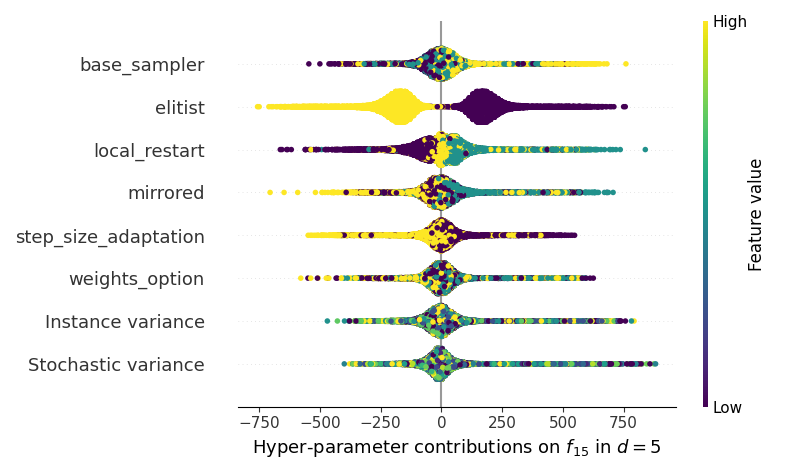 High
base_sampler
elitist
local_restart
mirrored
step_size_adaptation
weights_option
Instance variance
Stochastic variance
Feature value
Low
−750 −500 −250 0 250 500 750
Hyper-parameter contributions on f15 in d = 5